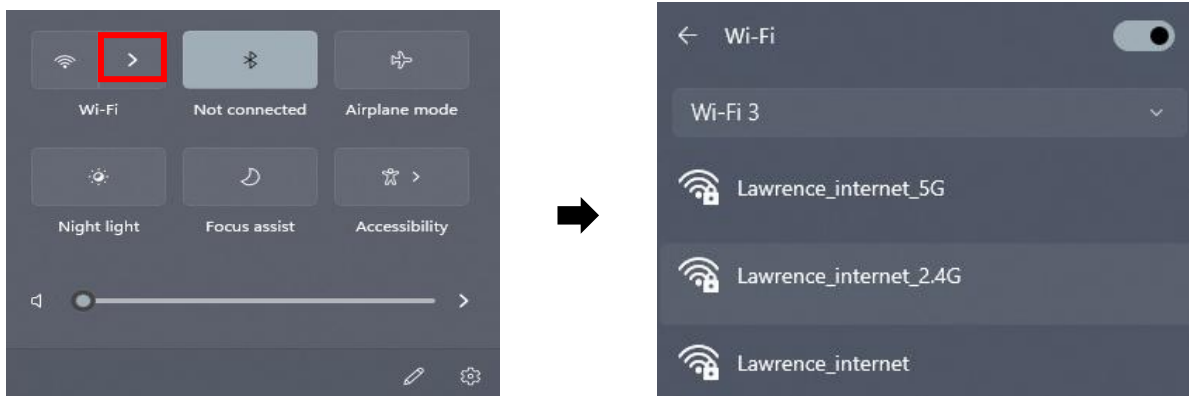 Wi-Fi
Not connected
Airplane mode
Night light
Focus assist
Accessibility
Wi-Fi
Wi-Fi 3
Lawrence_internet_5G
Lawrence_internet_2.4G
Lawrence_internet